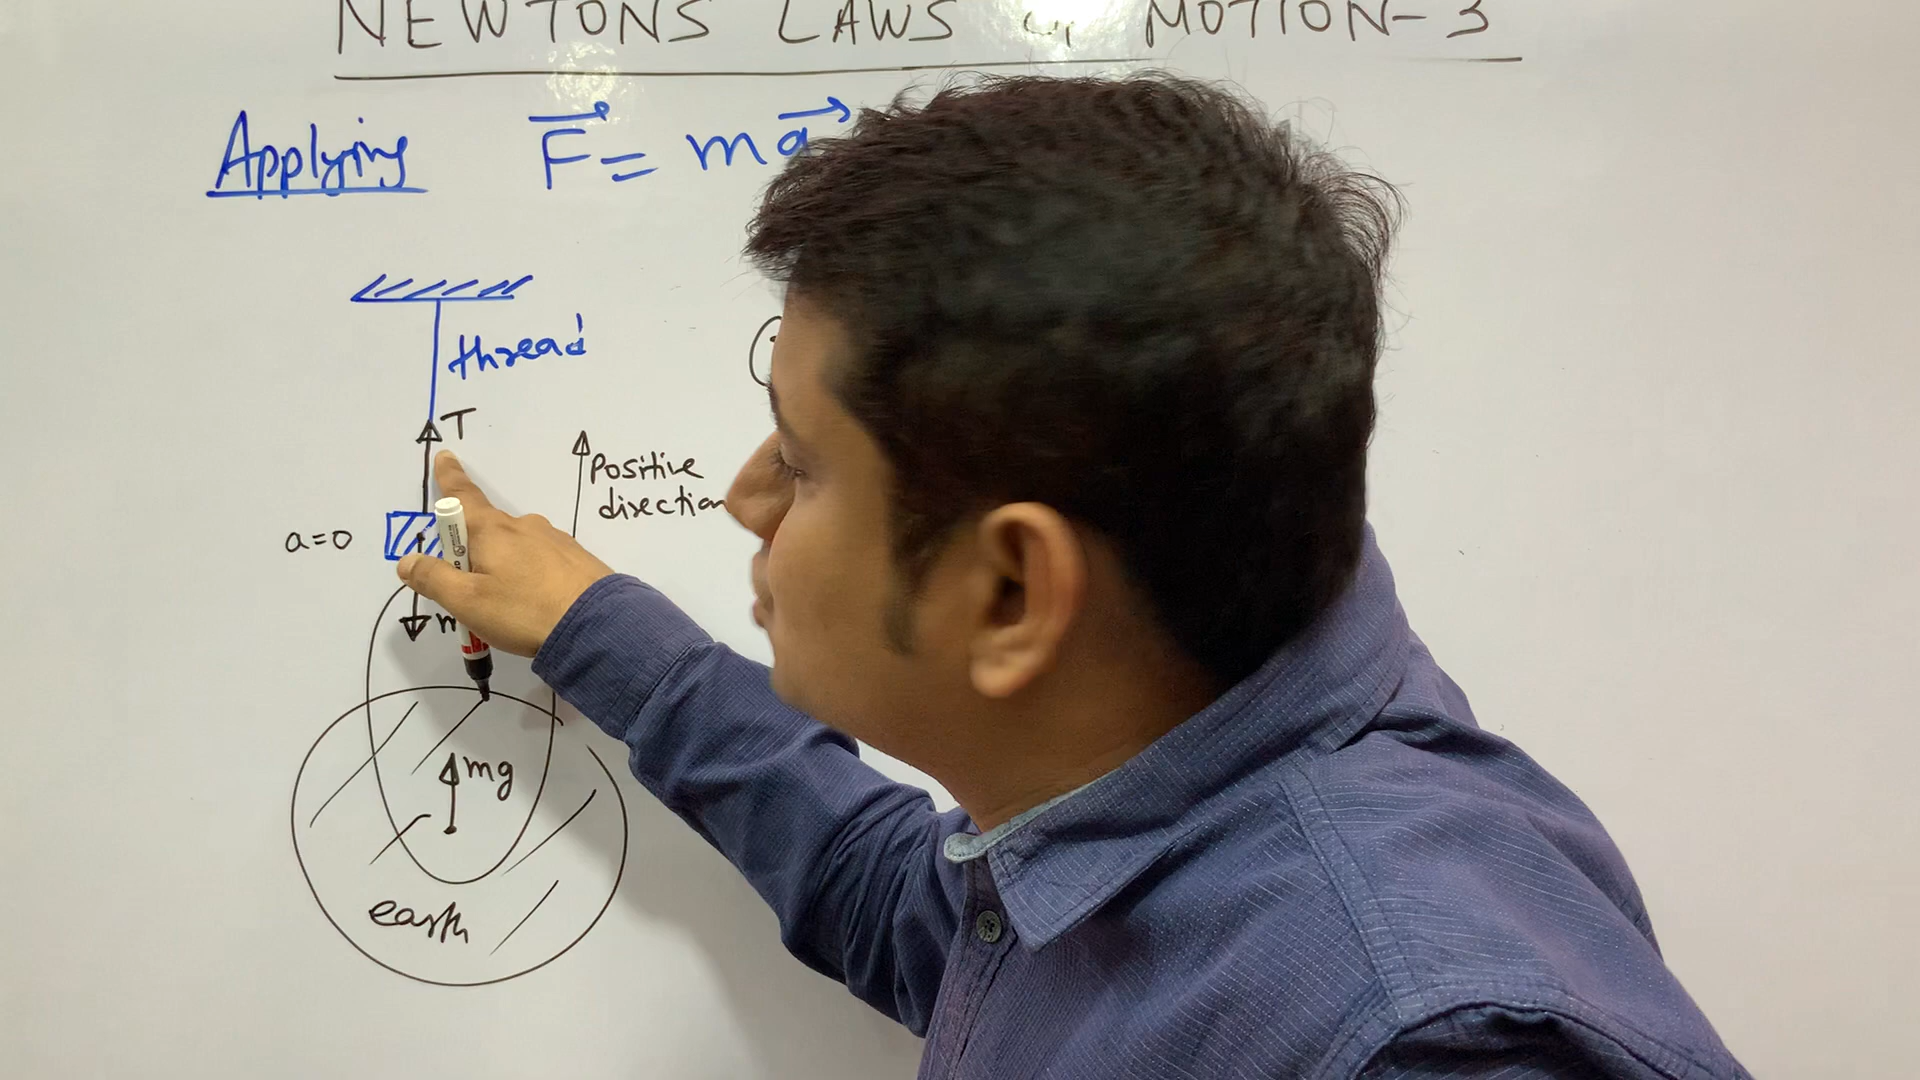 NEWTONS LAWS MOTION-3
Applying F = ma
thread
T
Positive
direction
a=0
mg
earth